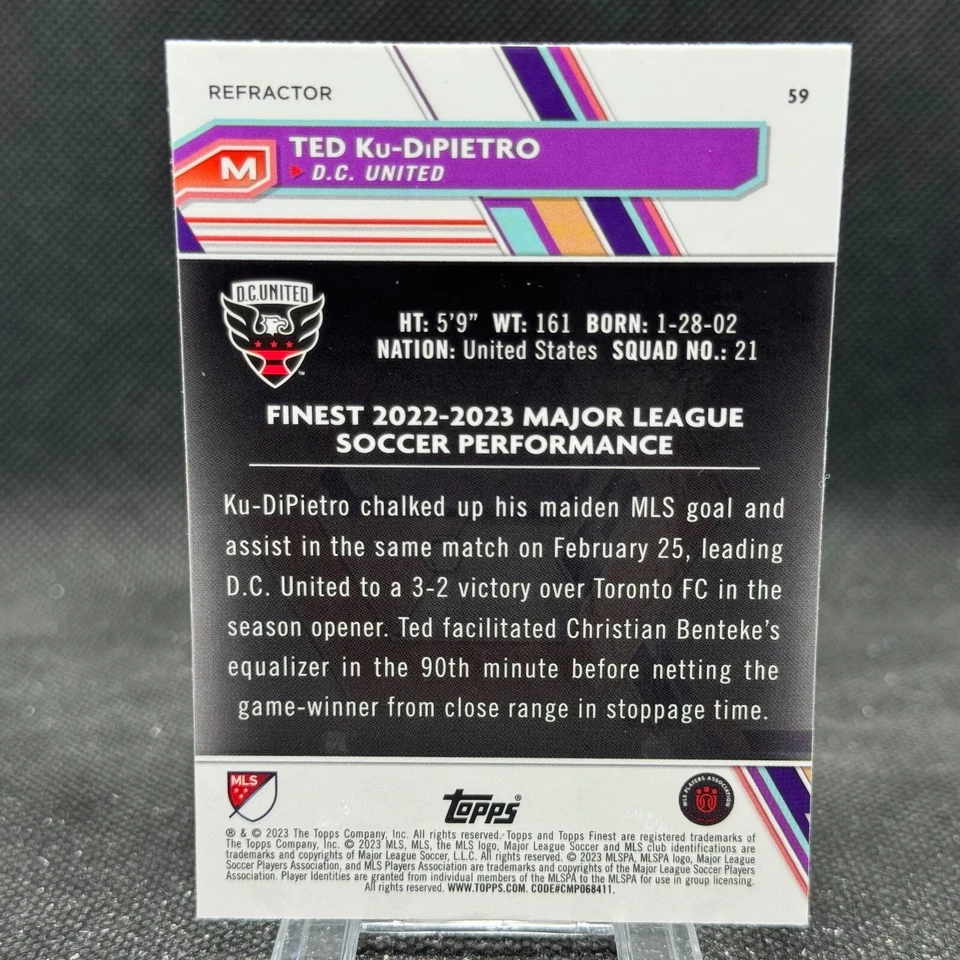 REFRACTOR
59
M
TED KU-DIPIETRO
D.C. UNITED
D.C.UNITED
TM
HT: 5'9" WT: 161 BORN: 1-28-02
NATION: United States SQUAD NO.: 21
FINEST 2022-2023 MAJOR LEAGUE
SOCCER PERFORMANCE
Ku-DiPietro chalked up his maiden MLS goal and
assist in the same match on February 25, leading
D.C. United to a 3-2 victory over Toronto FC in the
season opener. Ted facilitated Christian Benteke's
equalizer in the 90th minute before netting the
game-winner from close range in stoppage time.
MLS
topps®
MLS PLAYERS ASSOCIATION
® & © 2023 The Topps Company, Inc. All rights reserved. Topps and Topps Finest are registered trademarks of
The Topps Company, Inc. © 2023 MLS, MLS, the MLS logo, Major League Soccer and MLS club identifications are
trademarks and copyrights of Major League Soccer, L.L.C. All rights reserved. © 2023 MLSPA, MLSPA logo, Major League
Soccer Players Association, and MLS Players Association are trademarks and copyrights of the Major League Soccer Players
Association. Player Identities are granted from individual members of the MLSPA to the MLSPA for use in group licensing.
All rights reserved. WWW.TOPPS.COM. CODE#CMP068411.